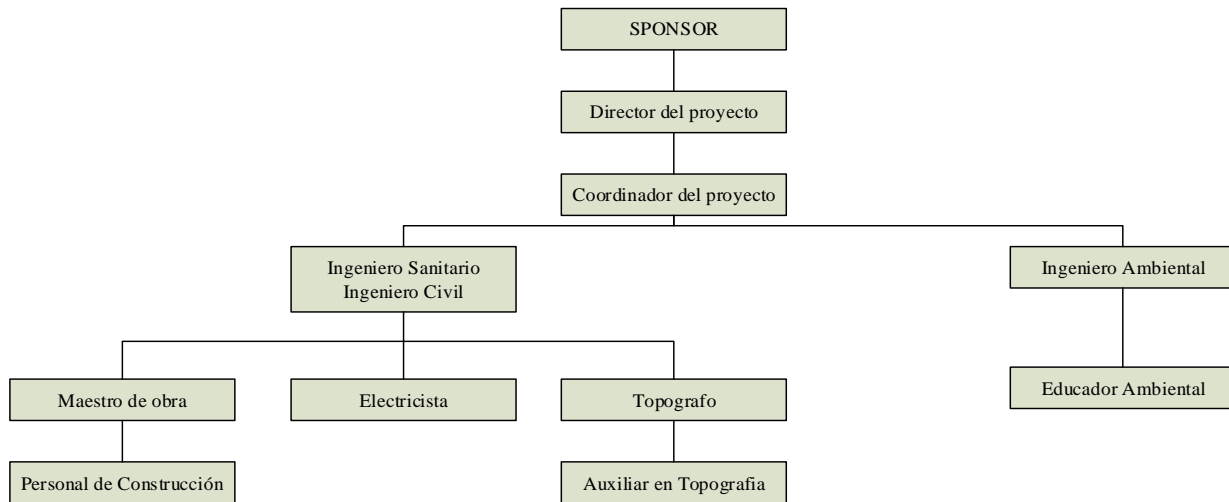 SPONSOR
Director del proyecto
Coordinador del proyecto
Ingeniero Sanitario
Ingeniero Civil
Ingeniero Ambiental
Maestro de obra
Electricista
Topografo
Educador Ambiental
Personal de Construcción
Auxiliar en Topografia